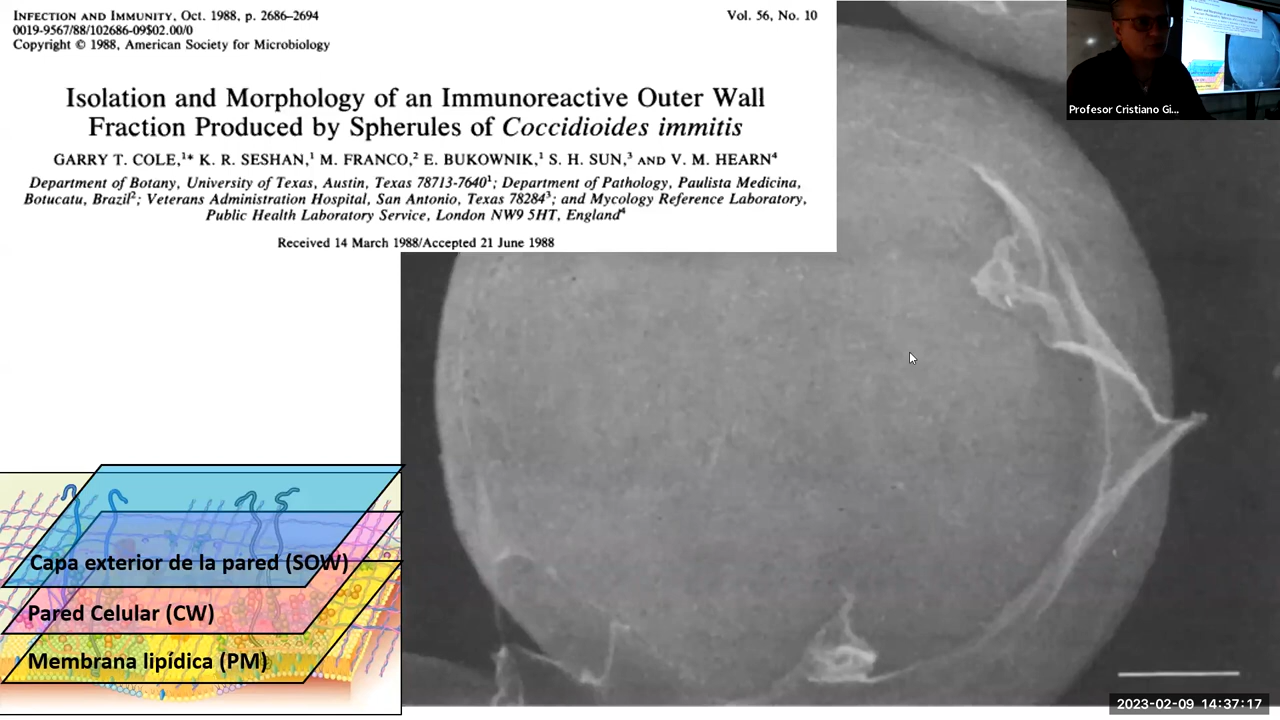 INFECTION AND IMMUNITY, Oct. 1988, p. 2686–2694
Vol. 56, No. 10
0019-9567/88/102686-09$02.00/0
Copyright © 1988, American Society for Microbiology
Isolation and Morphology of an Immunoreactive Outer Wall
Fraction Produced by Spherules of Coccidioides immitis
GARRY T. COLE,¹* K. R. SESHAN,¹ M. FRANCO,² E. BUKOWNIK,¹ S. H. SUN,³ AND V. M. HEARN⁴
Department of Botany, University of Texas, Austin, Texas 78713-7640¹; Department of Pathology, Paulista Medicina,
Botucatu, Brazil²; Veterans Administration Hospital, San Antonio, Texas 78284³; and Mycology Reference Laboratory,
Public Health Laboratory Service, London NW9 5HT, England⁴
Received 14 March 1988/Accepted 21 June 1988
Profesor Cristiano Gi...
Capa exterior de la pared (SOW)
Pared Celular (CW)
Membrana lipídica (PM)
2023-02-09 14:37:17